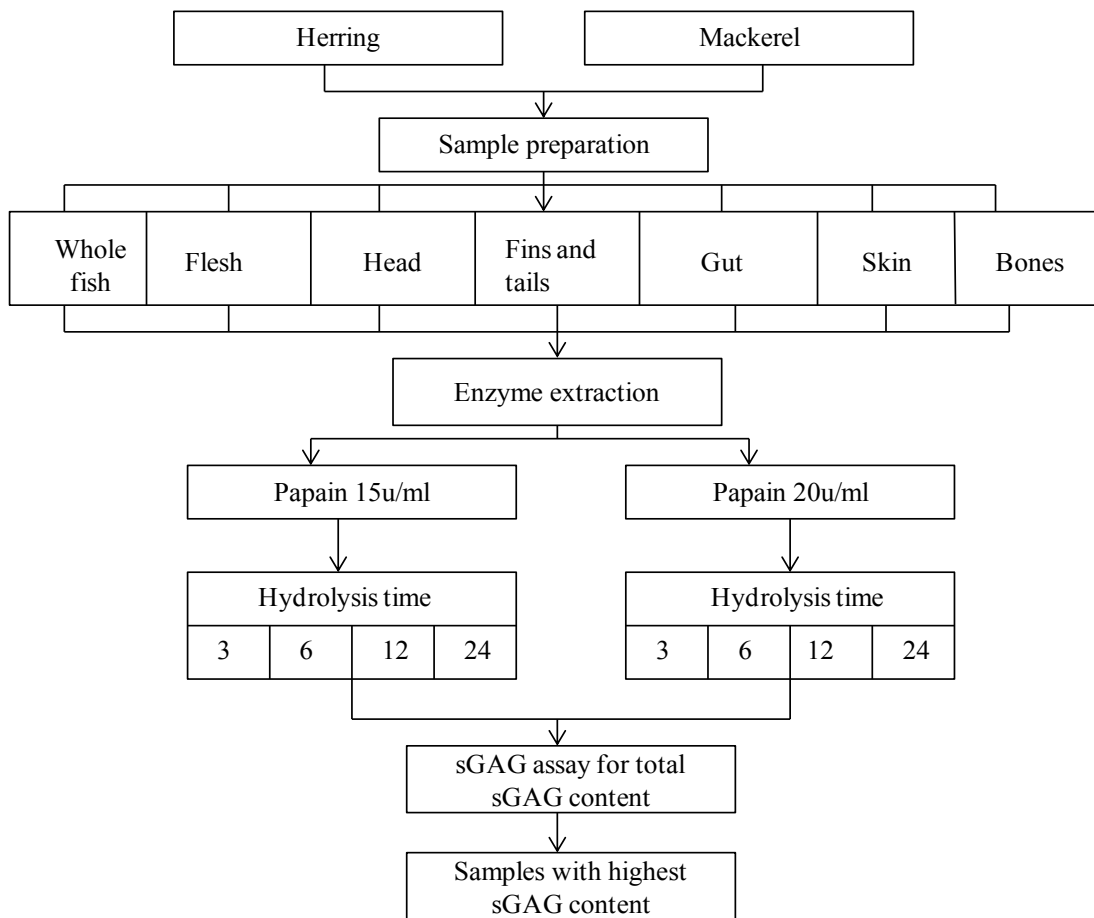 Herring
Mackerel
Sample preparation
Whole
fish
Flesh
Head
Fins and
tails
Gut
Skin
Bones
Enzyme extraction
Papain 15u/ml
Papain 20u/ml
Hydrolysis time
Hydrolysis time
3
6
12
24
3
6
12
24
sGAG assay for total
sGAG content
Samples with highest
sGAG content